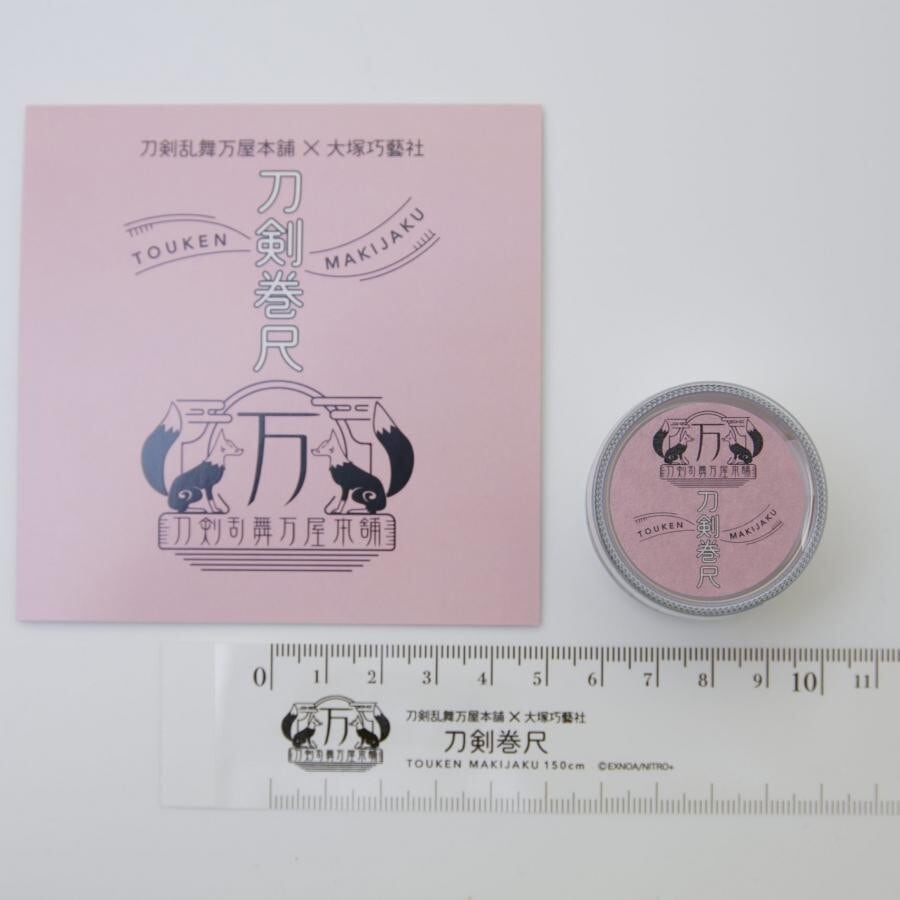 刀剣乱舞万屋本舗 × 大塚巧藝社
刀剣巻尺
TOUKEN MAKIJAKU
万
刀剣乱舞万屋本舗
万
刀剣乱舞万屋本舗
刀剣巻尺
TOUKEN MAKIJAKU
0 1 2 3 4 5 6 7 8 9 10 11
万
刀剣乱舞万屋本舗
刀剣乱舞万屋本舗 × 大塚巧藝社
刀剣巻尺
TOUKEN MAKIJAKU 150cm ©EXNOA/NITRO+